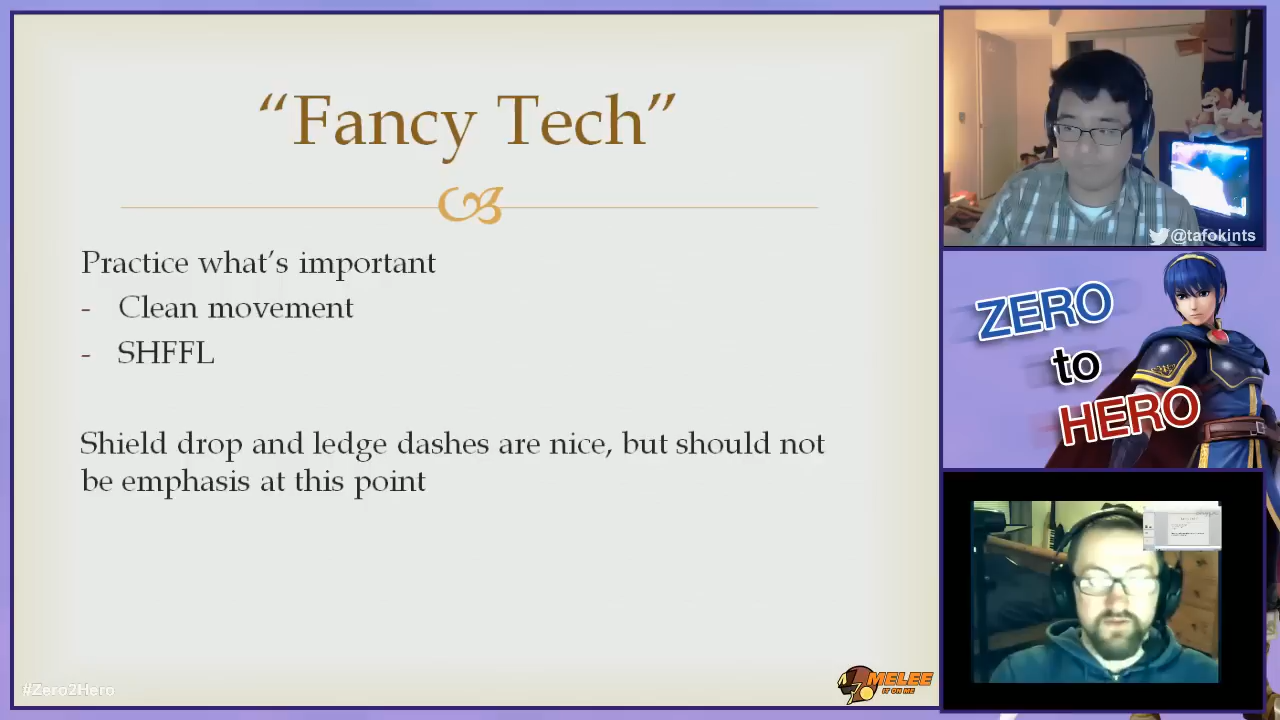 “Fancy Tech”
Practice what’s important
- Clean movement
- SHFFL
Shield drop and ledge dashes are nice, but should not
be emphasis at this point
#Zero2Hero
MELEE
IT ON ME
@tafokints
ZERO
to
HERO